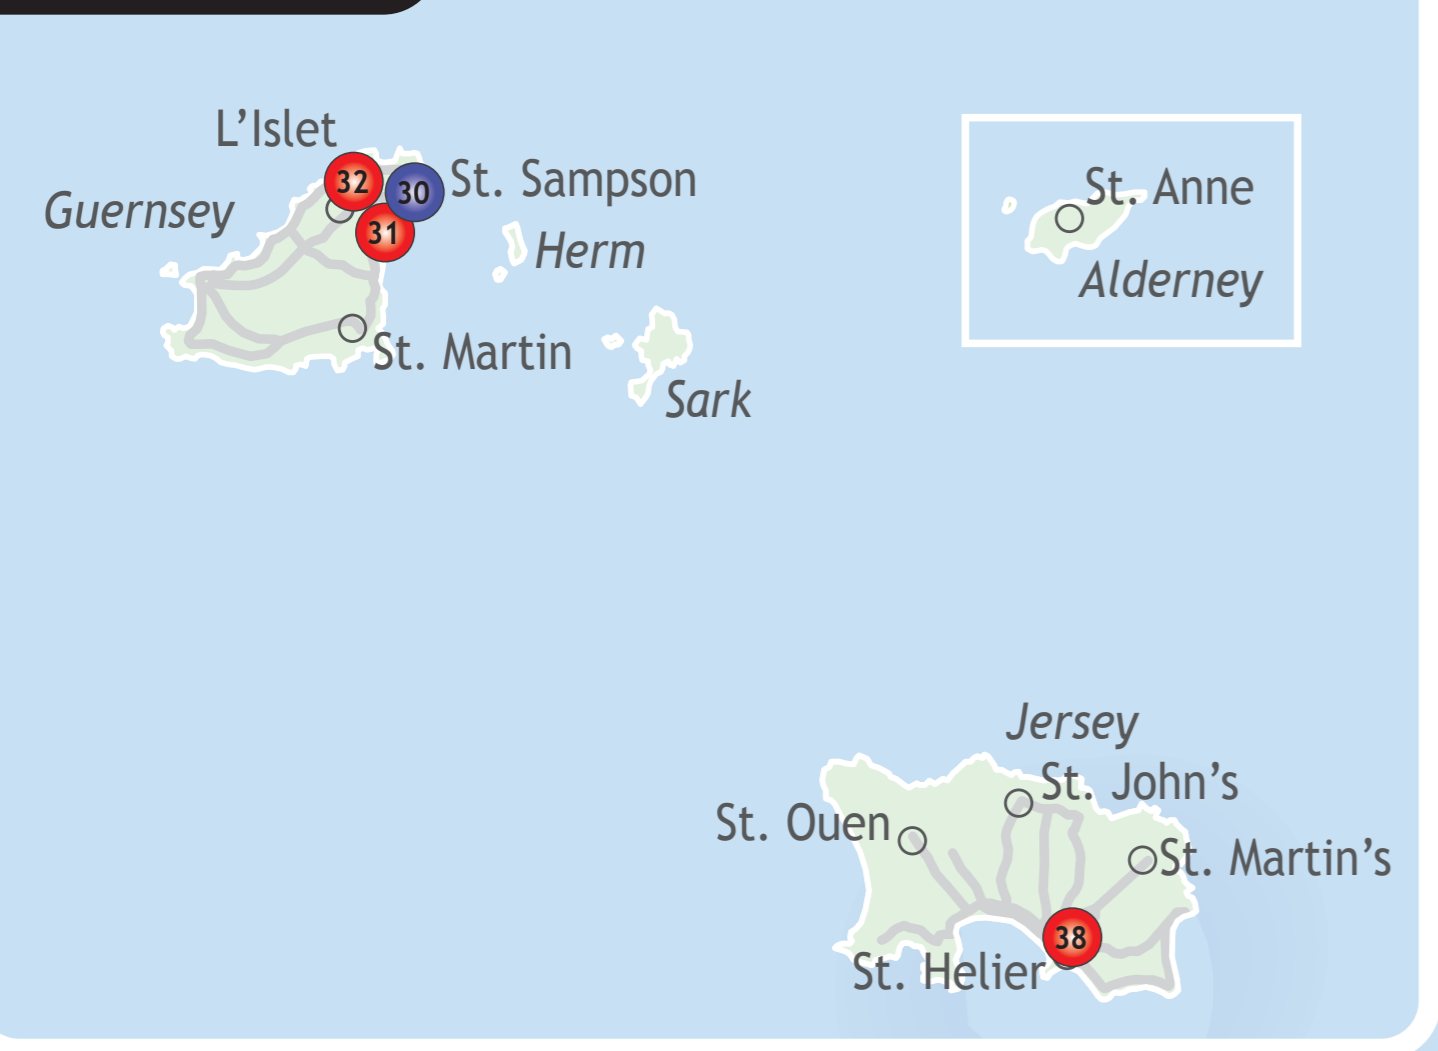 L’Islet
32
30
St. Sampson
Guernsey
31
Herm
St. Martin
Sark
St. Anne
Alderney
Jersey
St. John’s
St. Ouen
St. Martin’s
38
St. Helier